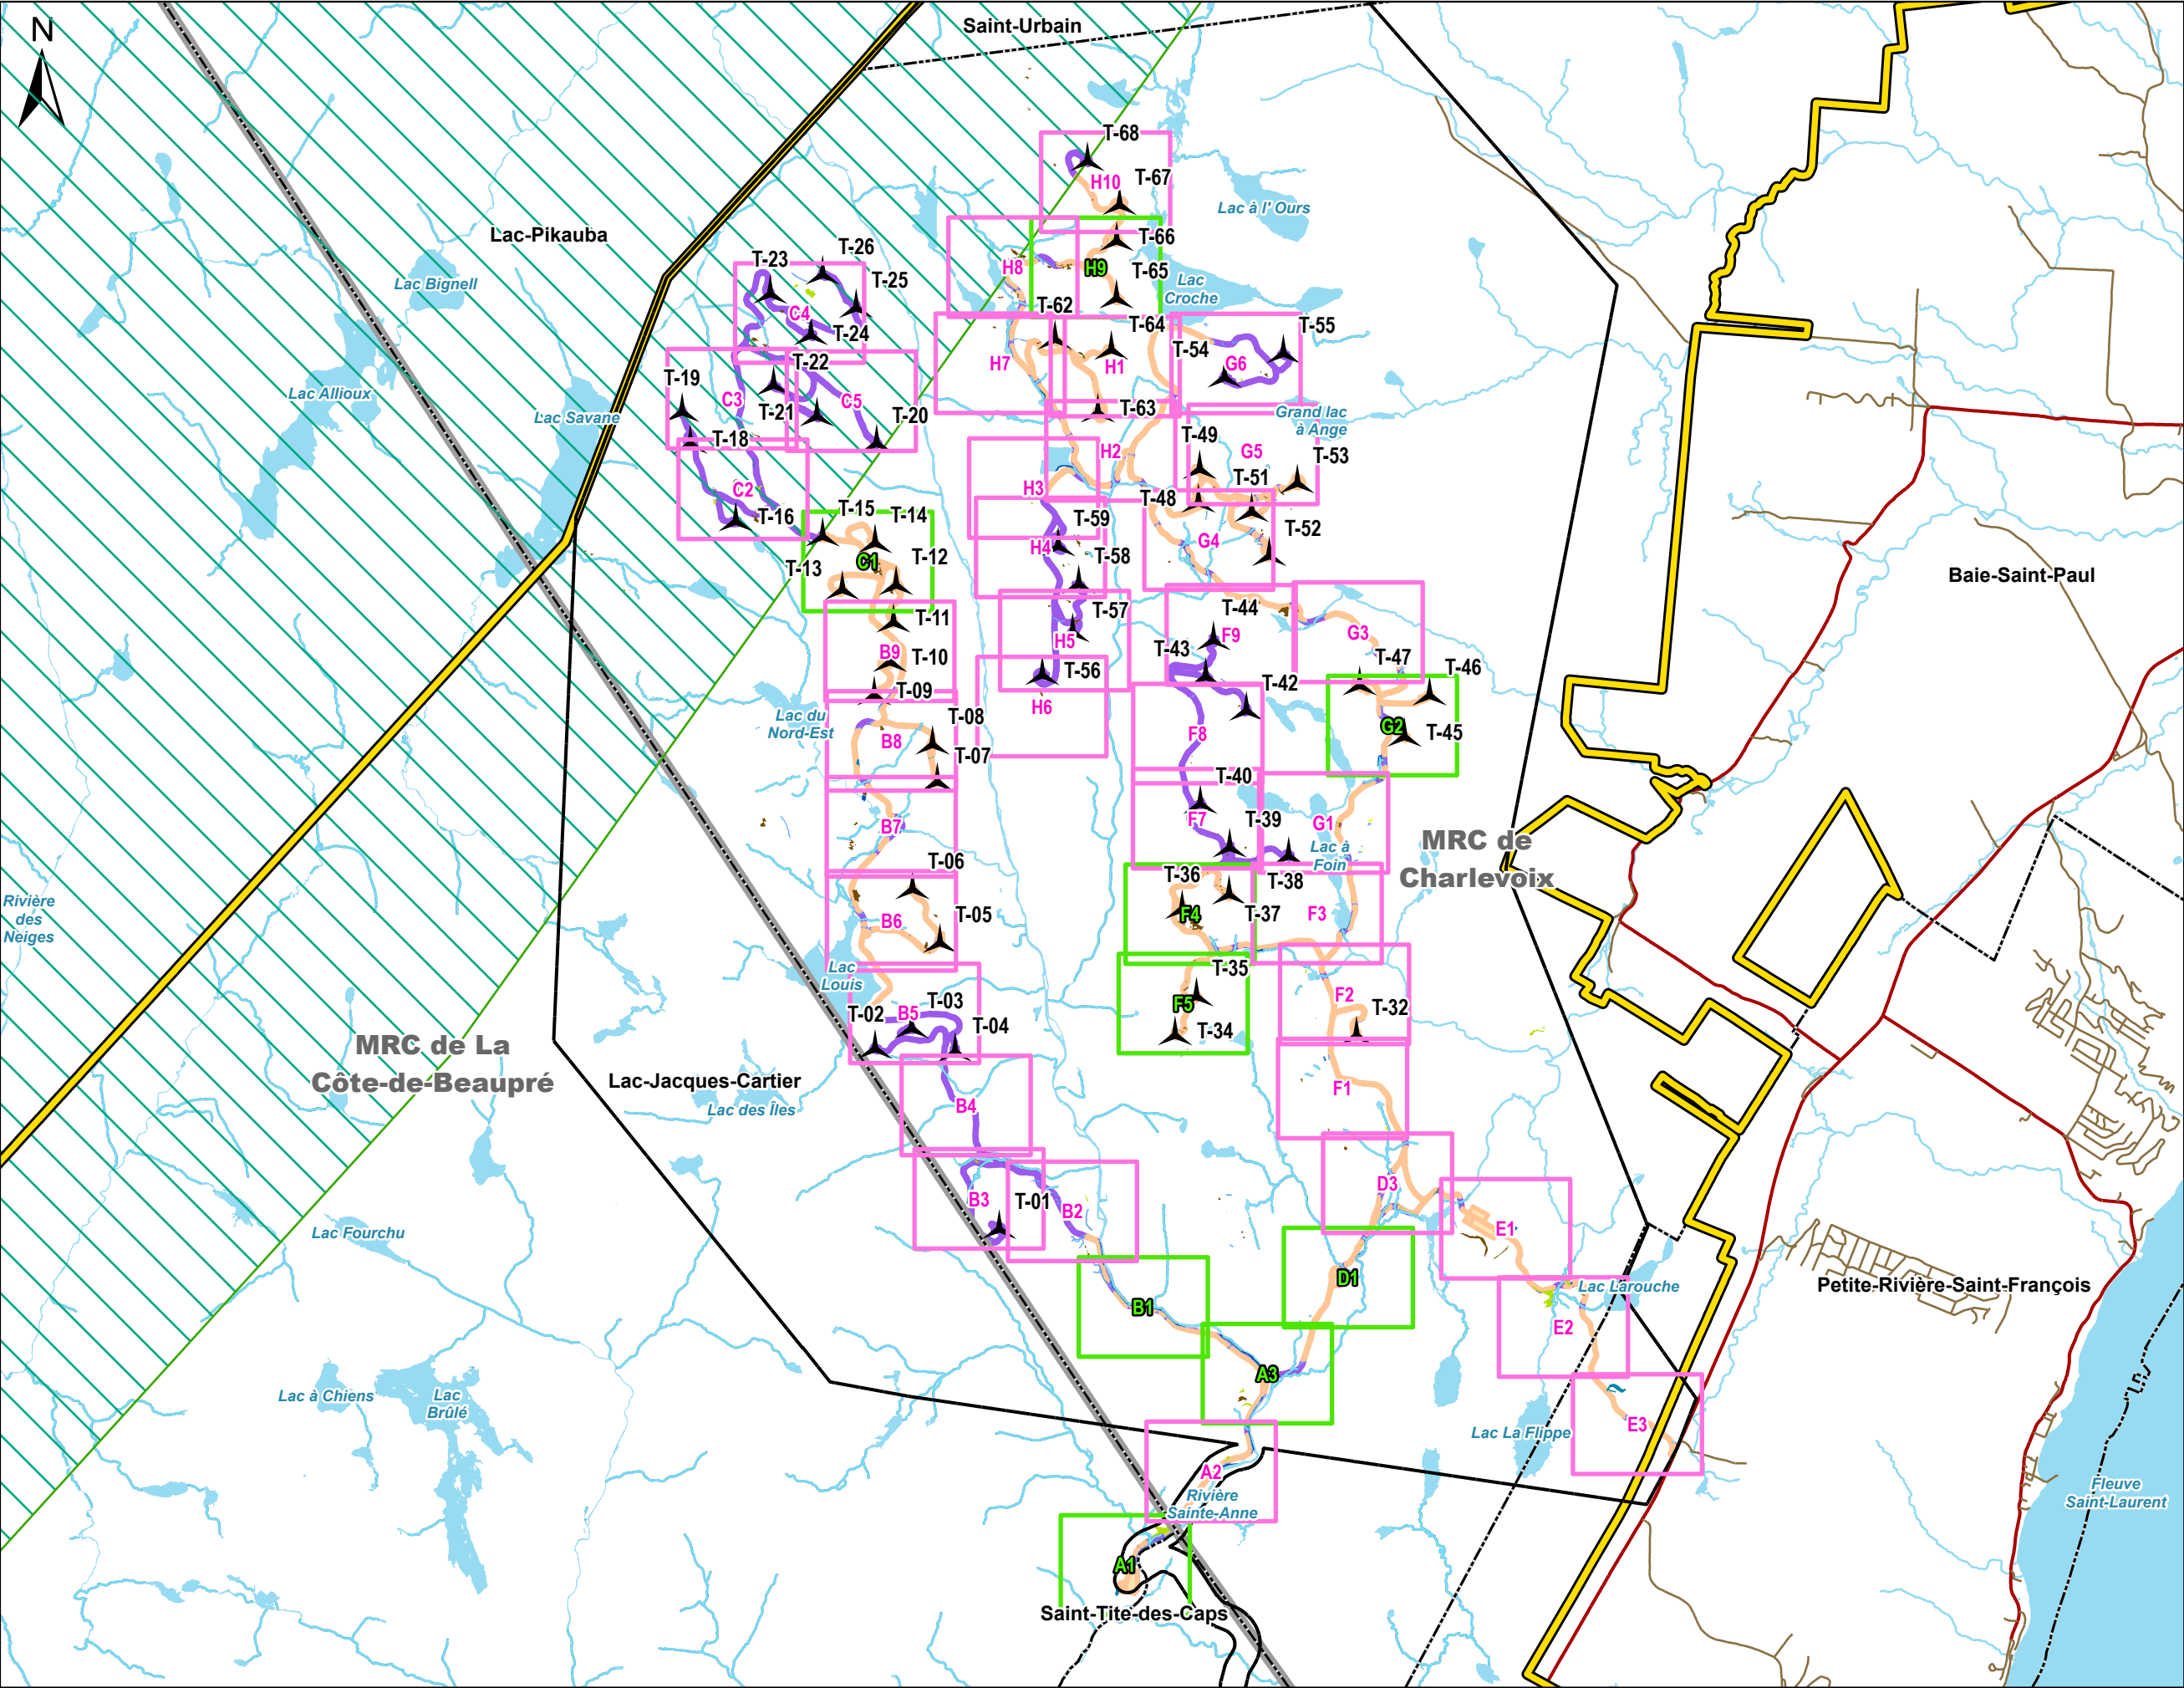 Saint-Urbain
N
T-68
T-67
H10
Lac à l' Ours
Lac-Pikauba
T-66
T-26
T-23
H8
H9
T-65
T-25
Lac Bignell
Lac
Croche
T-62
C4
T-24
T-64
T-55
T-54
T-22
H7
H1
G6
T-19
Lac Allioux
C3
C5
T-21
T-20
T-63
Lac Savane
Grand lac
à Ange
T-18
T-49
H2
G5
T-53
T-51
C2
H3
T-48
T-16
T-15
T-14
T-59
T-52
H4
G4
T-12
T-58
C1
T-13
Baie-Saint-Paul
T-57
T-44
T-11
H5
F9
G3
B9
T-10
T-43
T-47
T-46
T-56
T-09
T-42
H6
Lac du
Nord-Est
T-08
B8
F8
G2
T-45
T-07
T-40
B7
F7
T-39
G1
MRC de
Charlevoix
Lac à
Foin
T-06
T-36
T-38
Rivière
des
Neiges
B6
T-05
F4
T-37
F3
Lac
Louis
T-35
F2
T-03
T-02
B5
F5
T-32
T-04
T-34
MRC de La
Côte-de-Beaupré
Lac-Jacques-Cartier
Lac des Îles
B4
F1
D3
B3
T-01
B2
Lac Fourchu
E1
D1
Lac Larouche
Petite-Rivière-Saint-François
B1
E2
A3
Lac à Chiens
Lac
Brûlé
E3
Lac La Flippe
A2
Rivière
Sainte-Anne
Fleuve
Saint-Laurent
A1
Saint-Tite-des-Caps